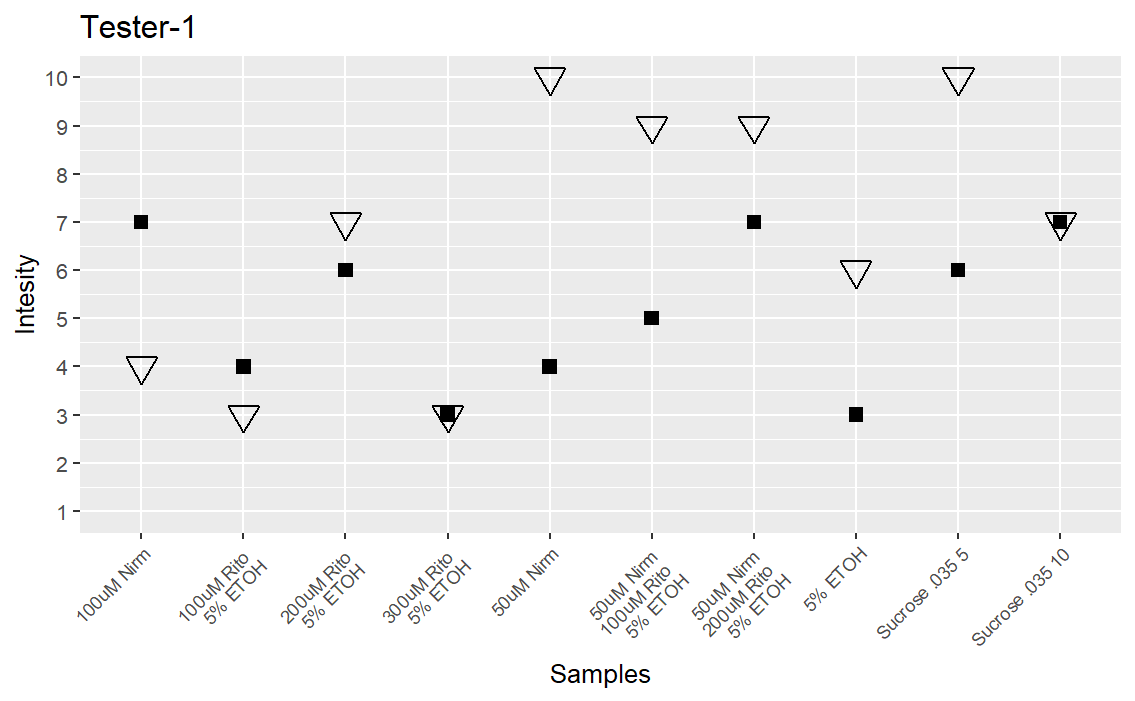 Tester-1
Intesity
10
9
8
7
6
5
4
3
2
1
100uM Nirm
100uM Rito
5% ETOH
200uM Rito
5% ETOH
300uM Rito
5% ETOH
50uM Nirm
50uM Nirm
100uM Rito
5% ETOH
50uM Nirm
200uM Rito
5% ETOH
5% ETOH
Sucrose .035 5
Sucrose .035 10
Samples